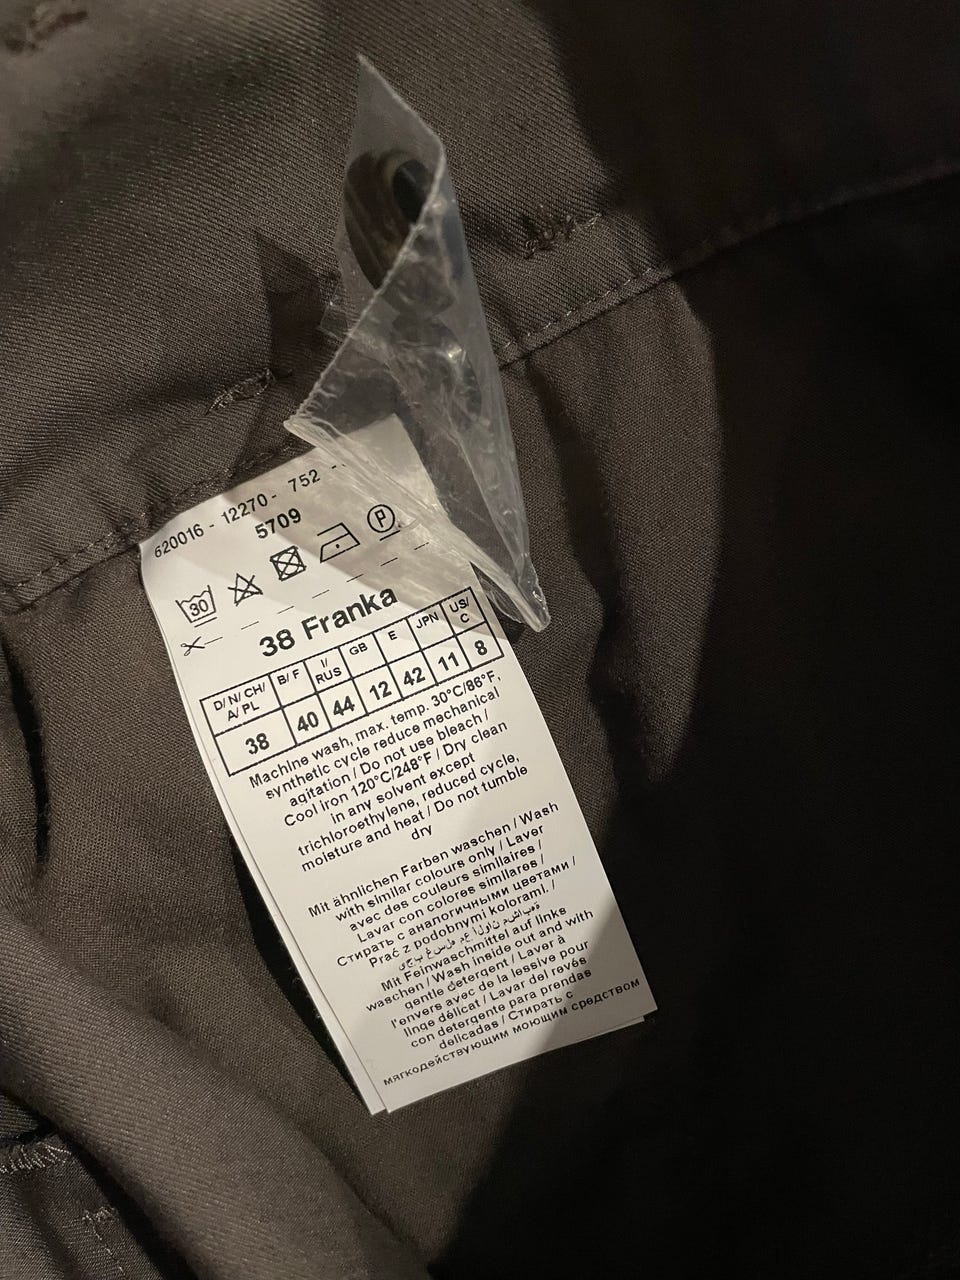 620016 - 12270 - 752 -
5709
30
P
38 Franka
D/ N/ CH/ A/ PL B/ F I/ RUS GB E JPN US/ C
38 40 44 12 42 11 8
Machine wash, max. temp. 30°C/86°F,
synthetic cycle reduce mechanical
agitation / Do not use bleach /
Cool iron 120°C/248°F / Dry clean
in any solvent except
trichloroethylene, reduced cycle,
moisture and heat / Do not tumble
dry
Mit ähnlichen Farben waschen / Wash
with similar colours only / Laver
avec des couleurs similaires /
Lavar con colores similares /
Стирать с аналогичными цветами /
Prać z podobnymi kolorami. /
Mit Feinwaschmittel auf links
waschen / Wash inside out and with
gentle detergent / Laver à
l'envers avec de la lessive pour
linge délicat / Lavar del revés
con detergente para prendas
delicadas / Стирать с
мягкодействующим моющим средством